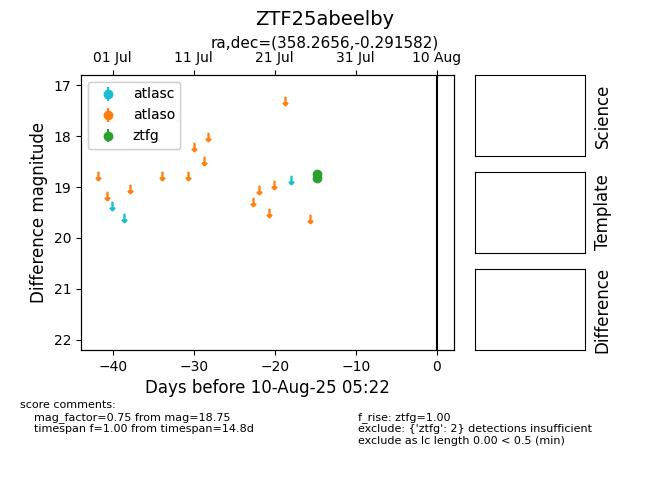 ZTF25abeelby
ra,dec=(358.2656,-0.291582)
01 Jul 11 Jul 21 Jul 31 Jul 10 Aug
atlasc
atlaso
ztfg
17
18
19
20
21
22
Difference magnitude
−40 −30 −20 −10 0
Days before 10-Aug-25 05:22
Science
Template
Difference
score comments:
mag_factor=0.75 from mag=18.75
timespan f=1.00 from timespan=14.8d
f_rise: ztfg=1.00
exclude: {'ztfg': 2} detections insufficient
exclude as lc length 0.00 < 0.5 (min)